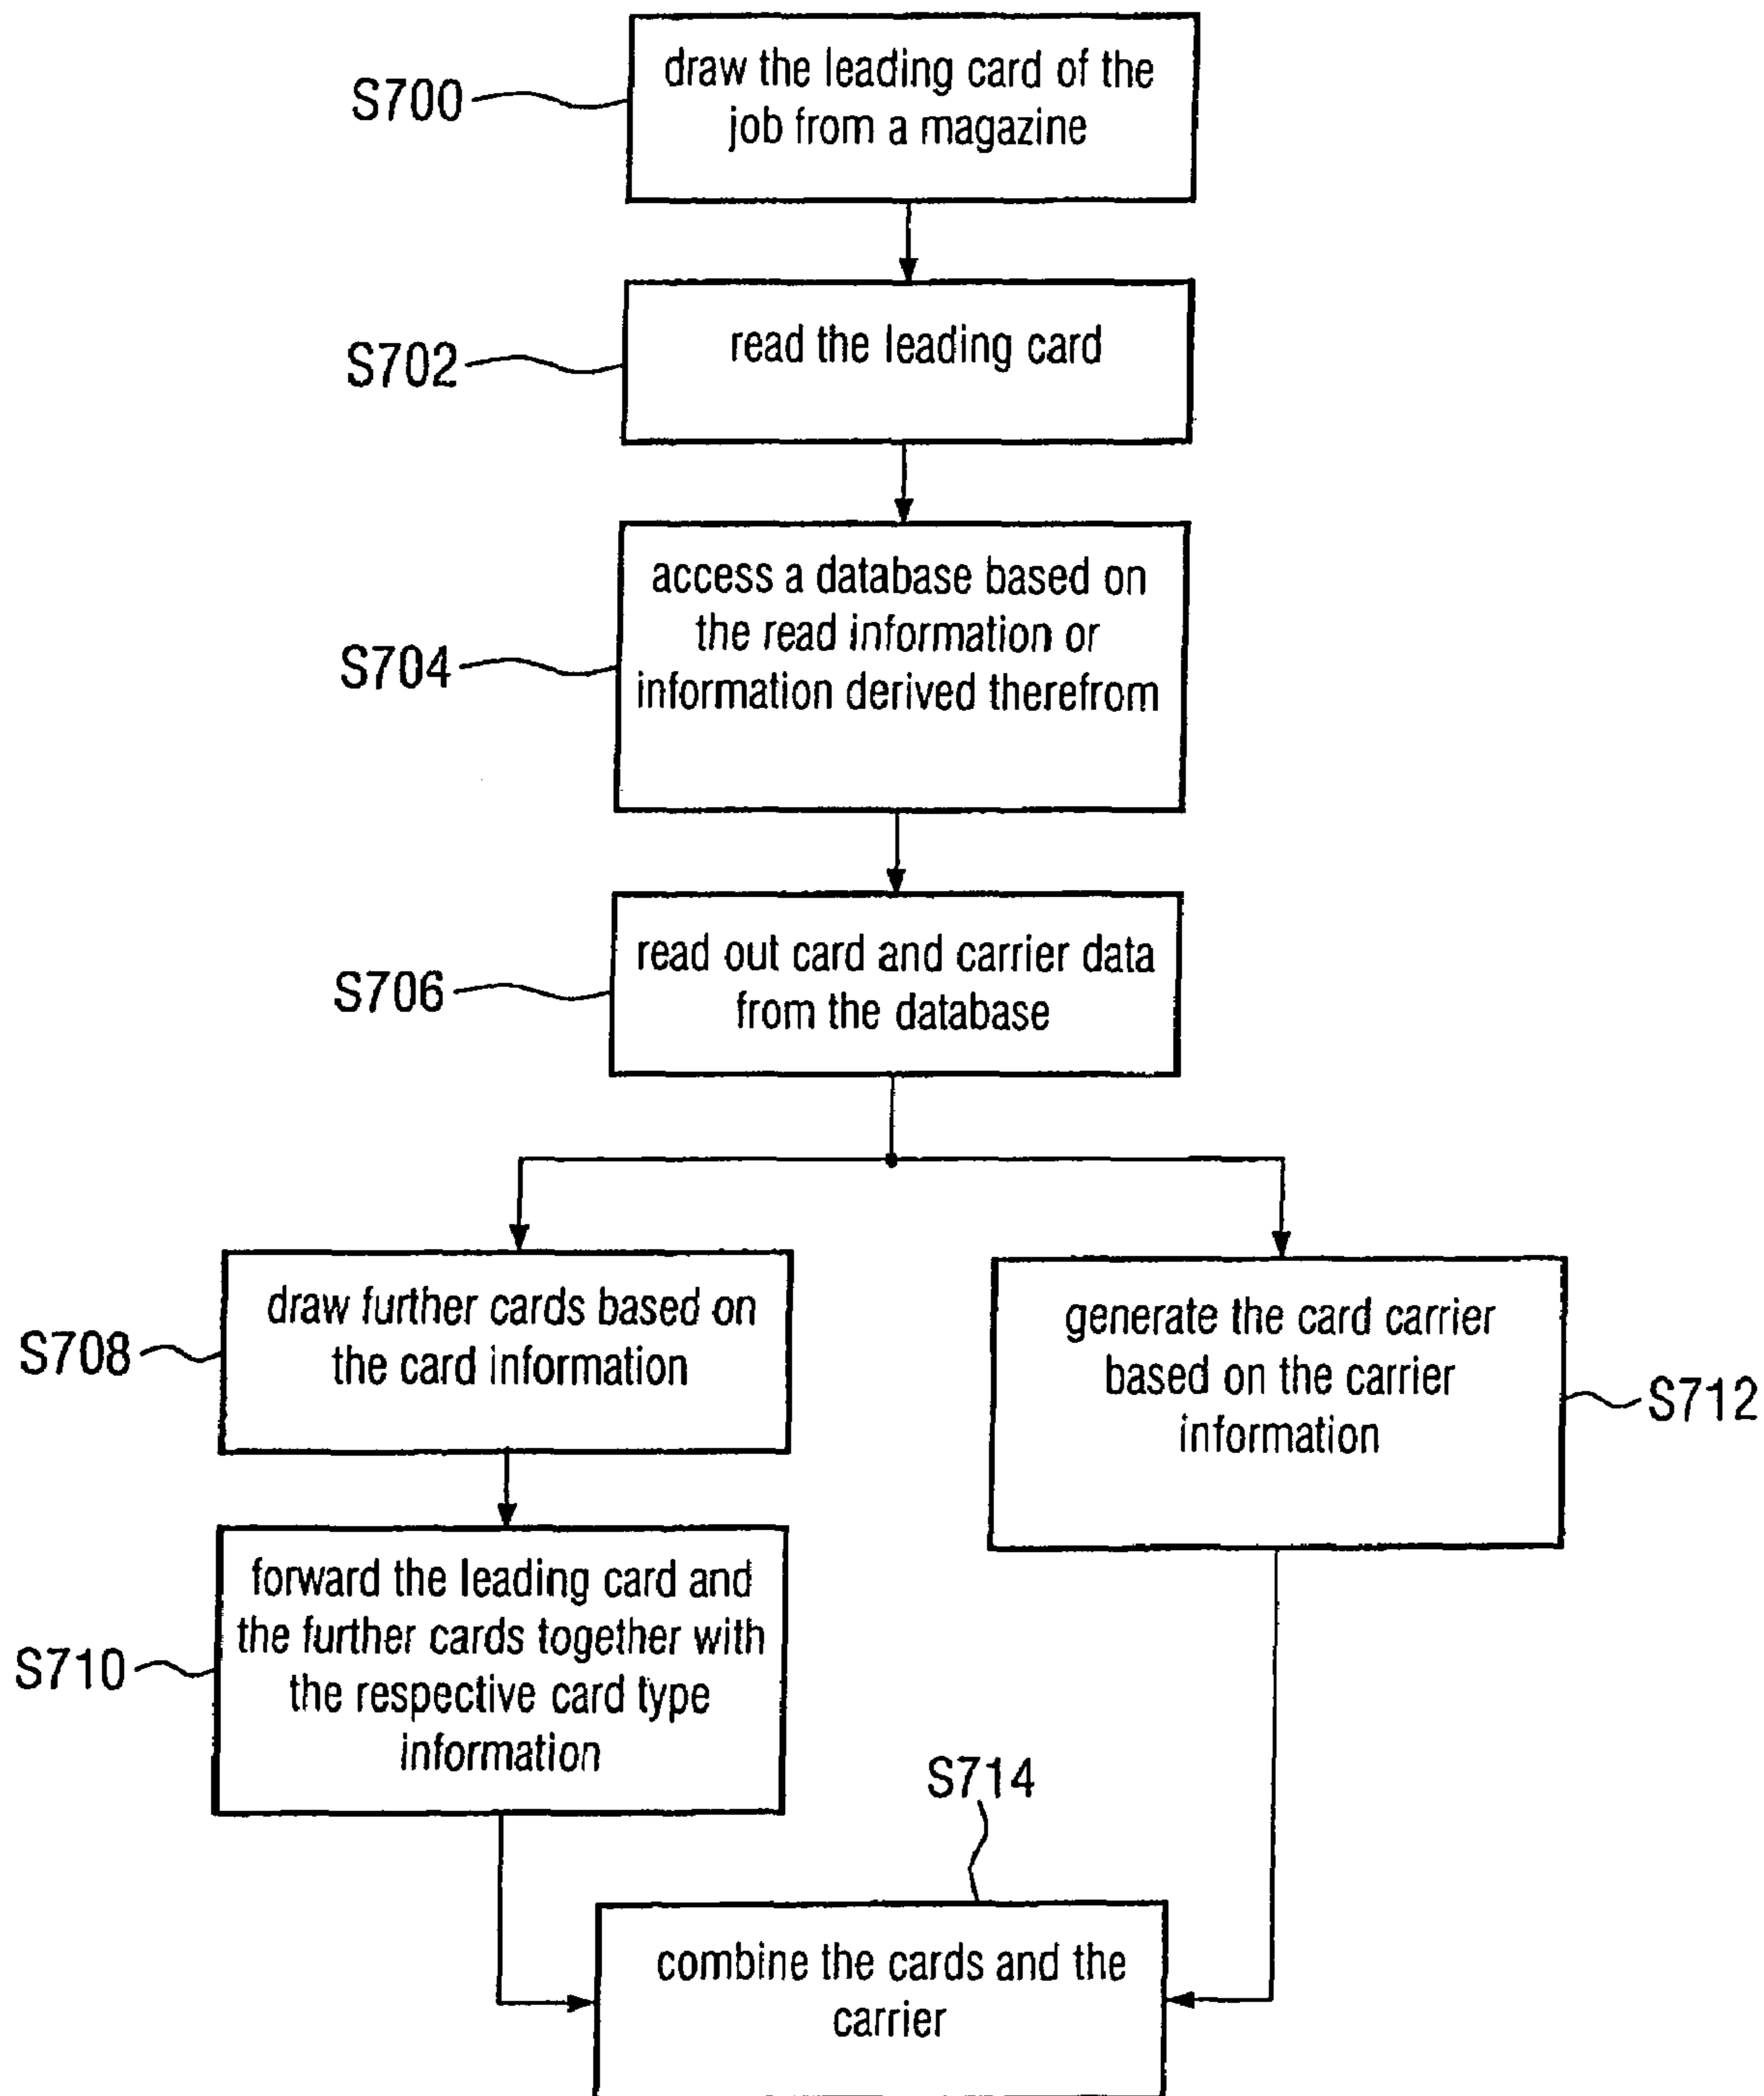 S700
draw the leading card of the
job from a magazine
S702
read the leading card
S704
access a database based on
the read information or
information derived therefrom
S706
read out card and carrier data
from the database
S708
draw further cards based on
the card information
generate the card carrier
based on the carrier
information
S712
S710
forward the leading card and
the further cards together with
the respective card type
information
S714
combine the cards and the
carrier